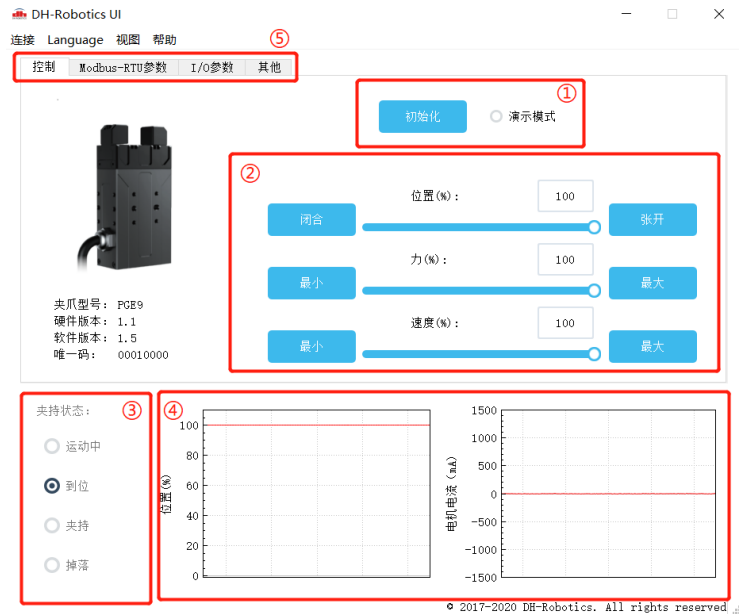 DH-Robotics UI
连接 Language 视图 帮助
⑤
控制 Modbus-RTU参数 I/O参数 其他
①
初始化 演示模式
②
位置(%): 100
闭合 张开
力(%): 100
最小 最大
速度(%): 100
最小 最大
夹爪型号: PGE9
硬件版本: 1.1
软件版本: 1.5
唯一码: 00010000
夹持状态: ③
运动中
到位
夹持
掉落
④
100
80
60
40
20
0
位置(%)
1500
1000
500
0
-500
-1000
-1500
电机电流 (mA)
© 2017-2020 DH-Robotics. All rights reserved